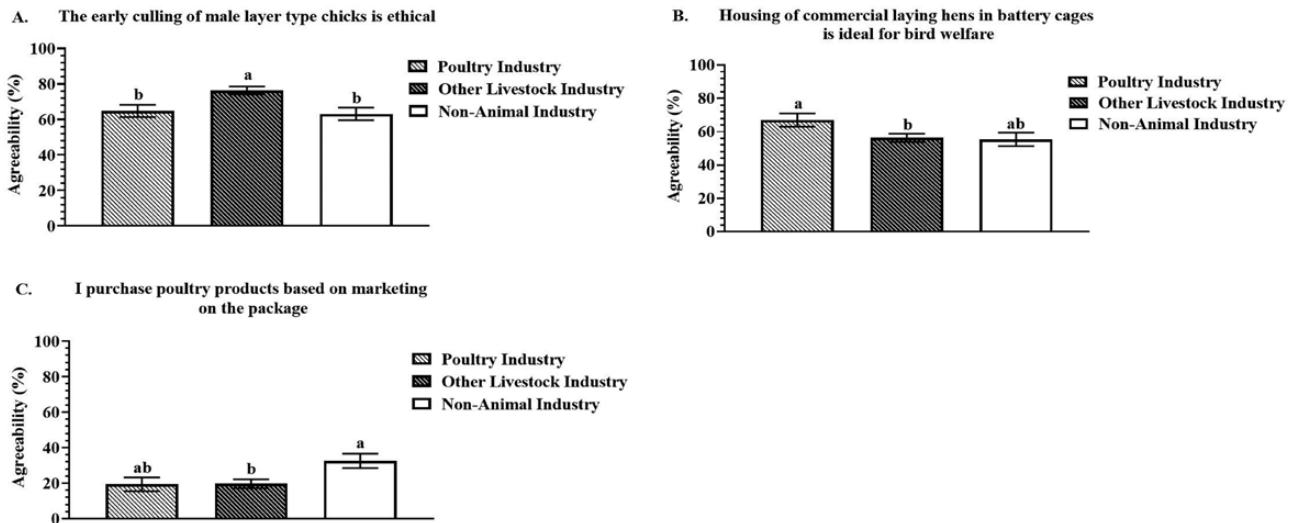 A. The early culling of male layer type chicks is ethical
Agreeability (%)
100
80
60
40
20
0
b
a
b
Poultry Industry
Other Livestock Industry
Non-Animal Industry
B. Housing of commercial laying hens in battery cages
is ideal for bird welfare
Agreeability (%)
100
80
60
40
20
0
a
b
ab
Poultry Industry
Other Livestock Industry
Non-Animal Industry
C. I purchase poultry products based on marketing
on the package
Agreeability (%)
100
80
60
40
20
0
ab
b
a
Poultry Industry
Other Livestock Industry
Non-Animal Industry